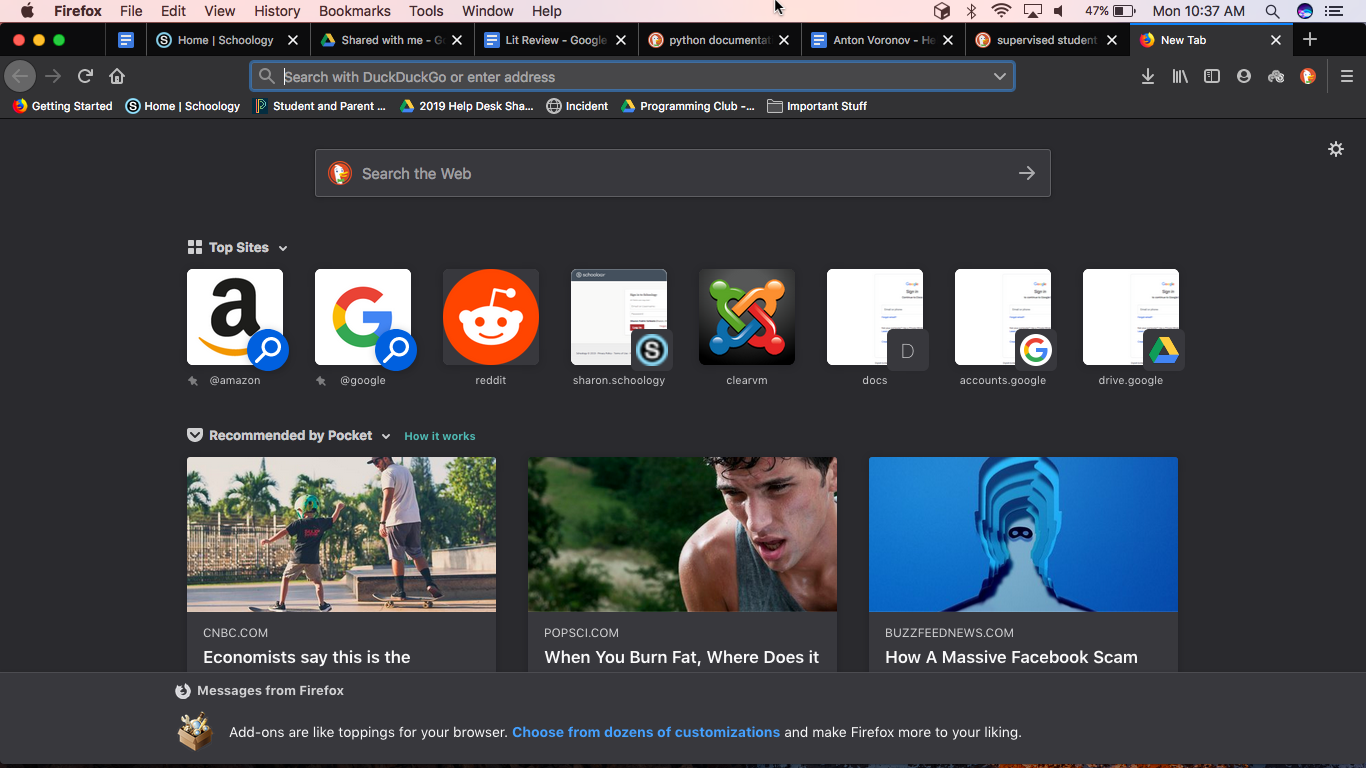 Firefox File Edit View History Bookmarks Tools Window Help 47% Mon 10:37 AM
Home | Schoology Shared with me - Go Lit Review - Google python documentat Anton Voronov - He supervised student New Tab
Search with DuckDuckGo or enter address
Getting Started Home | Schoology Student and Parent ... 2019 Help Desk Sha... Incident Programming Club -... Important Stuff
Search the Web
Top Sites
@amazon @google reddit sharon.schoology clearvm docs accounts.google drive.google
D
Recommended by Pocket How it works
CNBC.COM POPSCI.COM BUZZFEEDNEWS.COM
Economists say this is the When You Burn Fat, Where Does it How A Massive Facebook Scam
Messages from Firefox
Add-ons are like toppings for your browser. Choose from dozens of customizations and make Firefox more to your liking.